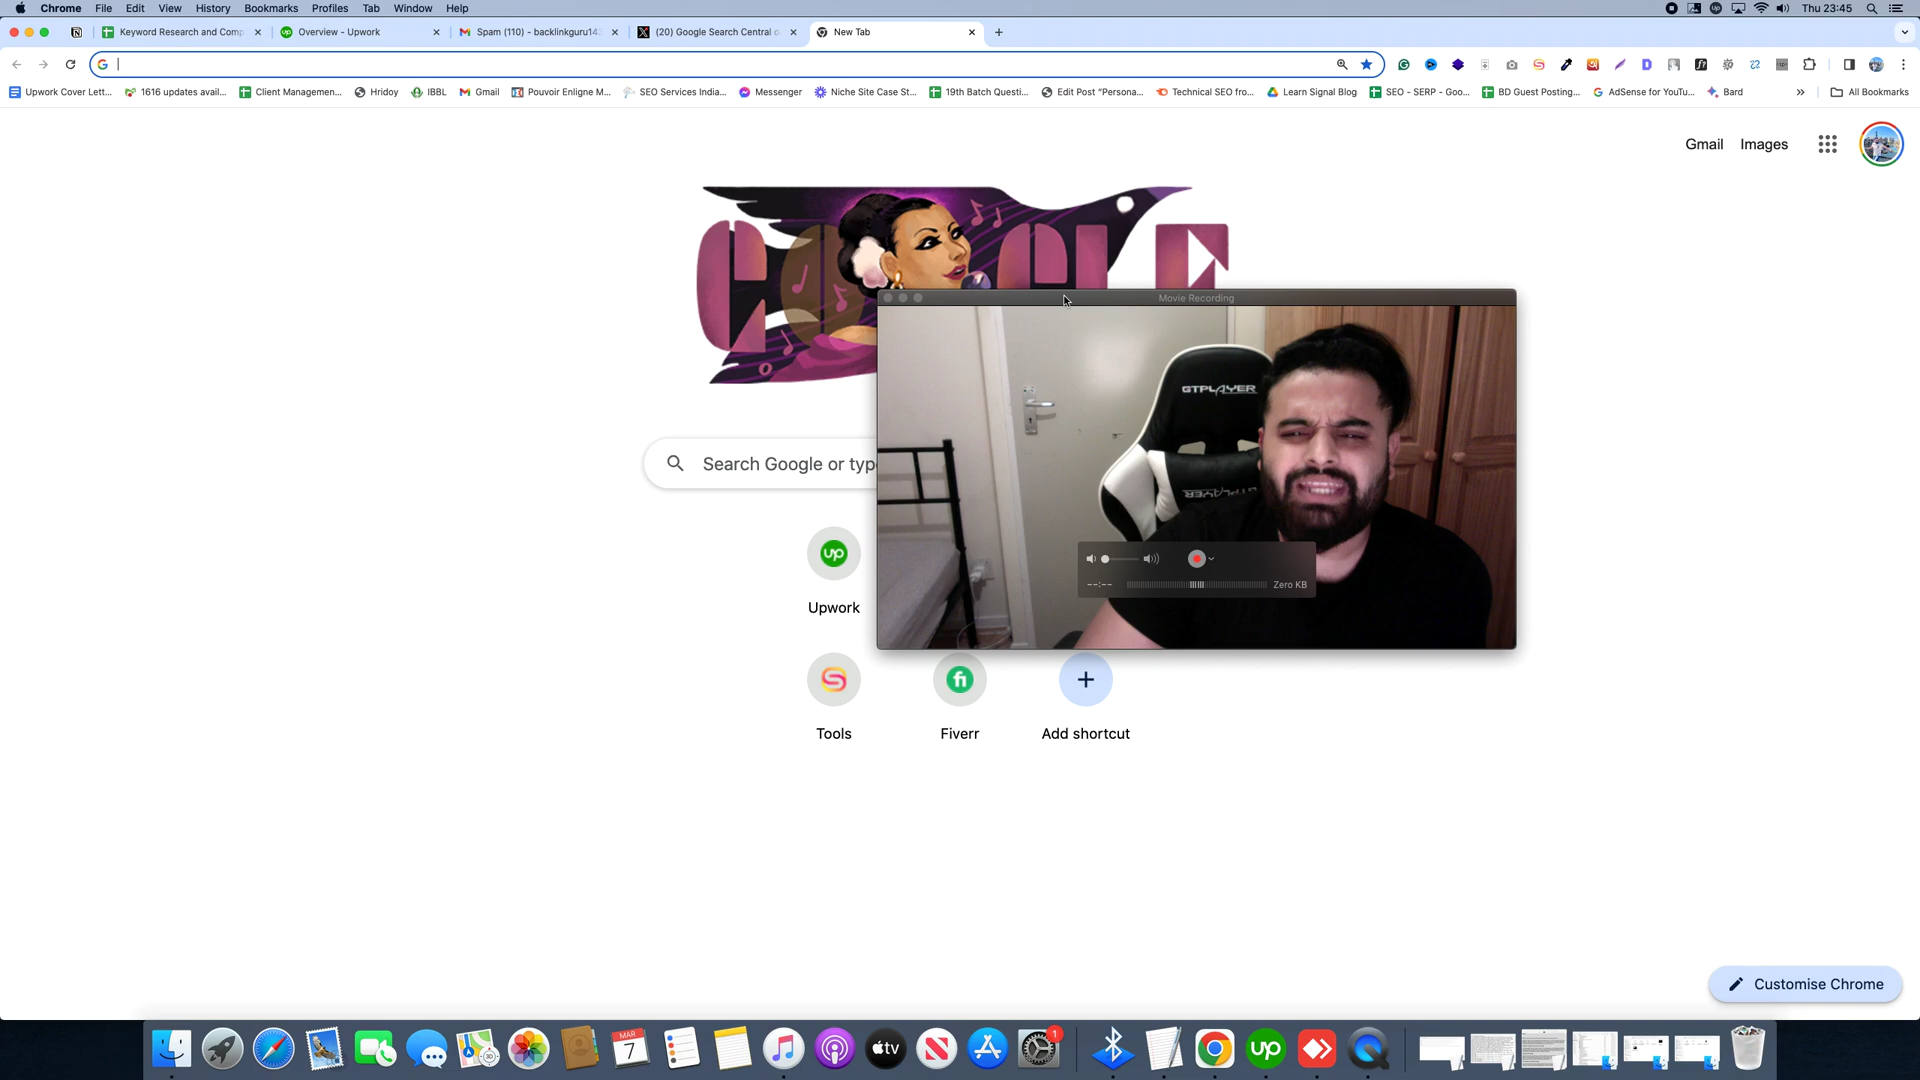 Chrome File Edit View History Bookmarks Profiles Tab Window Help
Thu 23:45
Keyword Research and Comp
Overview - Upwork
Spam (110) - backlinkguru14
(20) Google Search Central o
New Tab
Upwork Cover Lett...
1616 updates avail...
Client Managemen...
Hridoy
IBBL
Gmail
Pouvoir Enligne M...
SEO Services India...
Messenger
Niche Site Case St...
19th Batch Questi...
Edit Post “Persona...
Technical SEO fro...
Learn Signal Blog
SEO - SERP - Goo...
BD Guest Posting...
AdSense for YouTu...
Bard
All Bookmarks
Gmail Images
Movie Recording
GTPLAYER
Search Google or type
--:--
Zero KB
Upwork
Tools
Fiverr
Add shortcut
Customise Chrome
MAR
7
tv
1
up